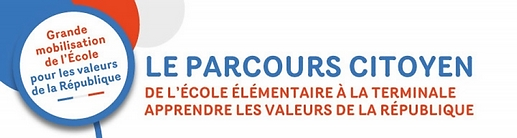 Grande
mobilisation
de l'École
pour les valeurs
de la République
LE PARCOURS CITOYEN
DE L'ÉCOLE ÉLÉMENTAIRE À LA TERMINALE
APPRENDRE LES VALEURS DE LA RÉPUBLIQUE